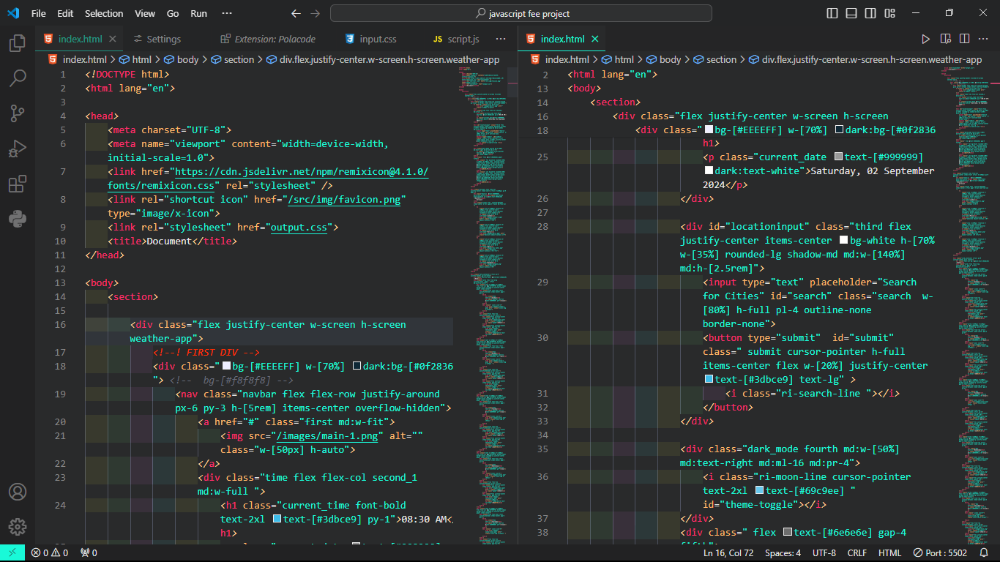 File Edit Selection View Go Run ···
javascript fee project
index.html
Settings
Extension: Polacode
input.css
JS script.js
···
index.html > html > body > section > div.flex.justify-center.w-screen.h-screen.weather-app
1 <!DOCTYPE html>
2 <html lang="en">
3
4 <head>
5 <meta charset="UTF-8">
6 <meta name="viewport" content="width=device-width,
initial-scale=1.0">
7 <link href="https://cdn.jsdelivr.net/npm/remixicon@4.1.0/
fonts/remixicon.css" rel="stylesheet" />
8 <link rel="shortcut icon" href="/src/img/favicon.png"
type="image/x-icon">
9 <link rel="stylesheet" href="output.css">
10 <title>Document</title>
11 </head>
12
13 <body>
14 <section>
15
16 <div class="flex justify-center w-screen h-screen
weather-app">
17 <!--! FIRST DIV -->
18 <div class="bg-[#EEEEFF] w-[70%] dark:bg-[#0f2836
"> <!--  bg-[#f8f8f8] -->
19 <nav class="navbar flex flex-row justify-around
px-6 py-3 h-[5rem] items-center overflow-hidden">
20 <a href="#" class="first md:w-fit">
21 <img src="/images/main-1.png" alt=""
class="w-[50px] h-auto">
22 </a>
23 <div class="time flex flex-col second_1
md:w-full ">
24 <h1 class="current_time font-bold
text-2xl text-[#3dbce9] py-1">08:30 AM</
h1>
index.html
···
index.html > html > body > section > div.flex.justify-center.w-screen.h-screen.weather-app
2 <html lang="en">
13 <body>
14 <section>
16 <div class="flex justify-center w-screen h-screen
18 <div class="bg-[#EEEEFF] w-[70%] dark:bg-[#0f2836
h1>
25 <p class="current_date text-[#999999]
dark:text-white">Saturday, 02 September
2024</p>
26 </div>
27
28 <div id="locationinput" class="third flex
justify-center items-center bg-white h-[70%
w-[35%] rounded-lg shadow-md md:w-[140%]
md:h-[2.5rem]">
29 <input type="text" placeholder="Search
for Cities" id="search" class="search  w-
[80%] h-full pl-4 outline-none
border-none">
30 <button type="submit"  id="submit"
class=" submit cursor-pointer h-full
items-center flex w-[20%] justify-center
text-[#3dbce9] text-lg" >
31 <i class="ri-search-line "></i>
32 </button>
33 </div>
34
35 <div class="dark_mode fourth md:w-[50%]
md:text-right md:ml-16 md:pr-4">
36 <i class="ri-moon-line cursor-pointer
text-2xl text-[#69c9ee] "
id="theme-toggle"></i>
37 </div>
38 <div class=" flex text-[#6e6e6e] gap-4
0 0 0
Ln 16, Col 72 Spaces: 4 UTF-8 CRLF HTML Port : 5502